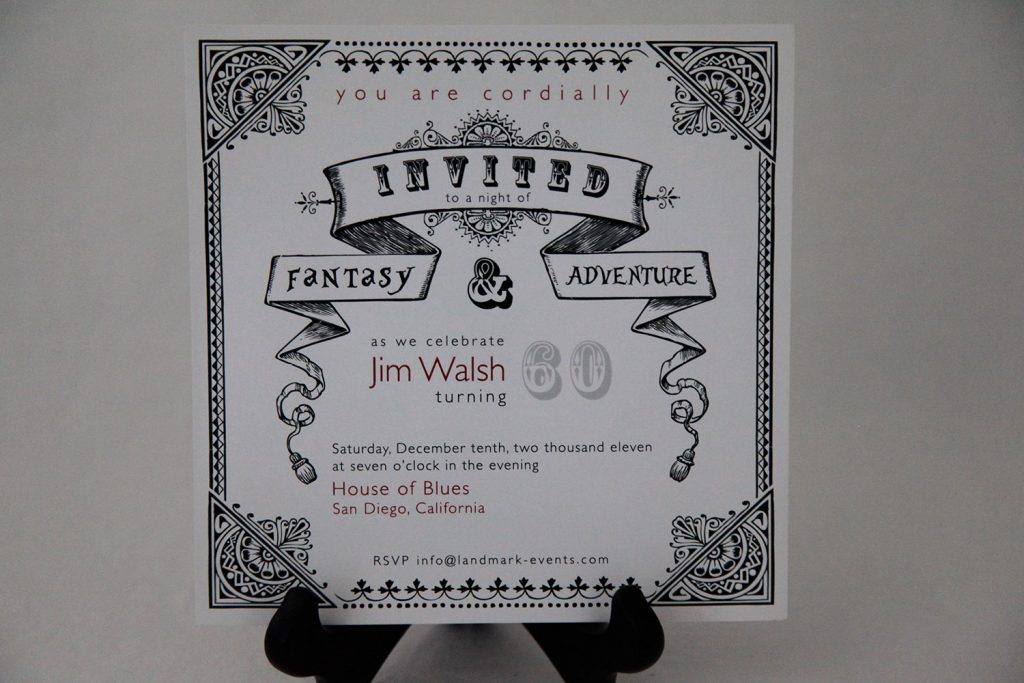 you are cordially
INVITED
to a night of
FANTASY & ADVENTURE
as we celebrate
Jim Walsh 60
turning
Saturday, December tenth, two thousand eleven
at seven o'clock in the evening
House of Blues
San Diego, California
RSVP info@landmark-events.com